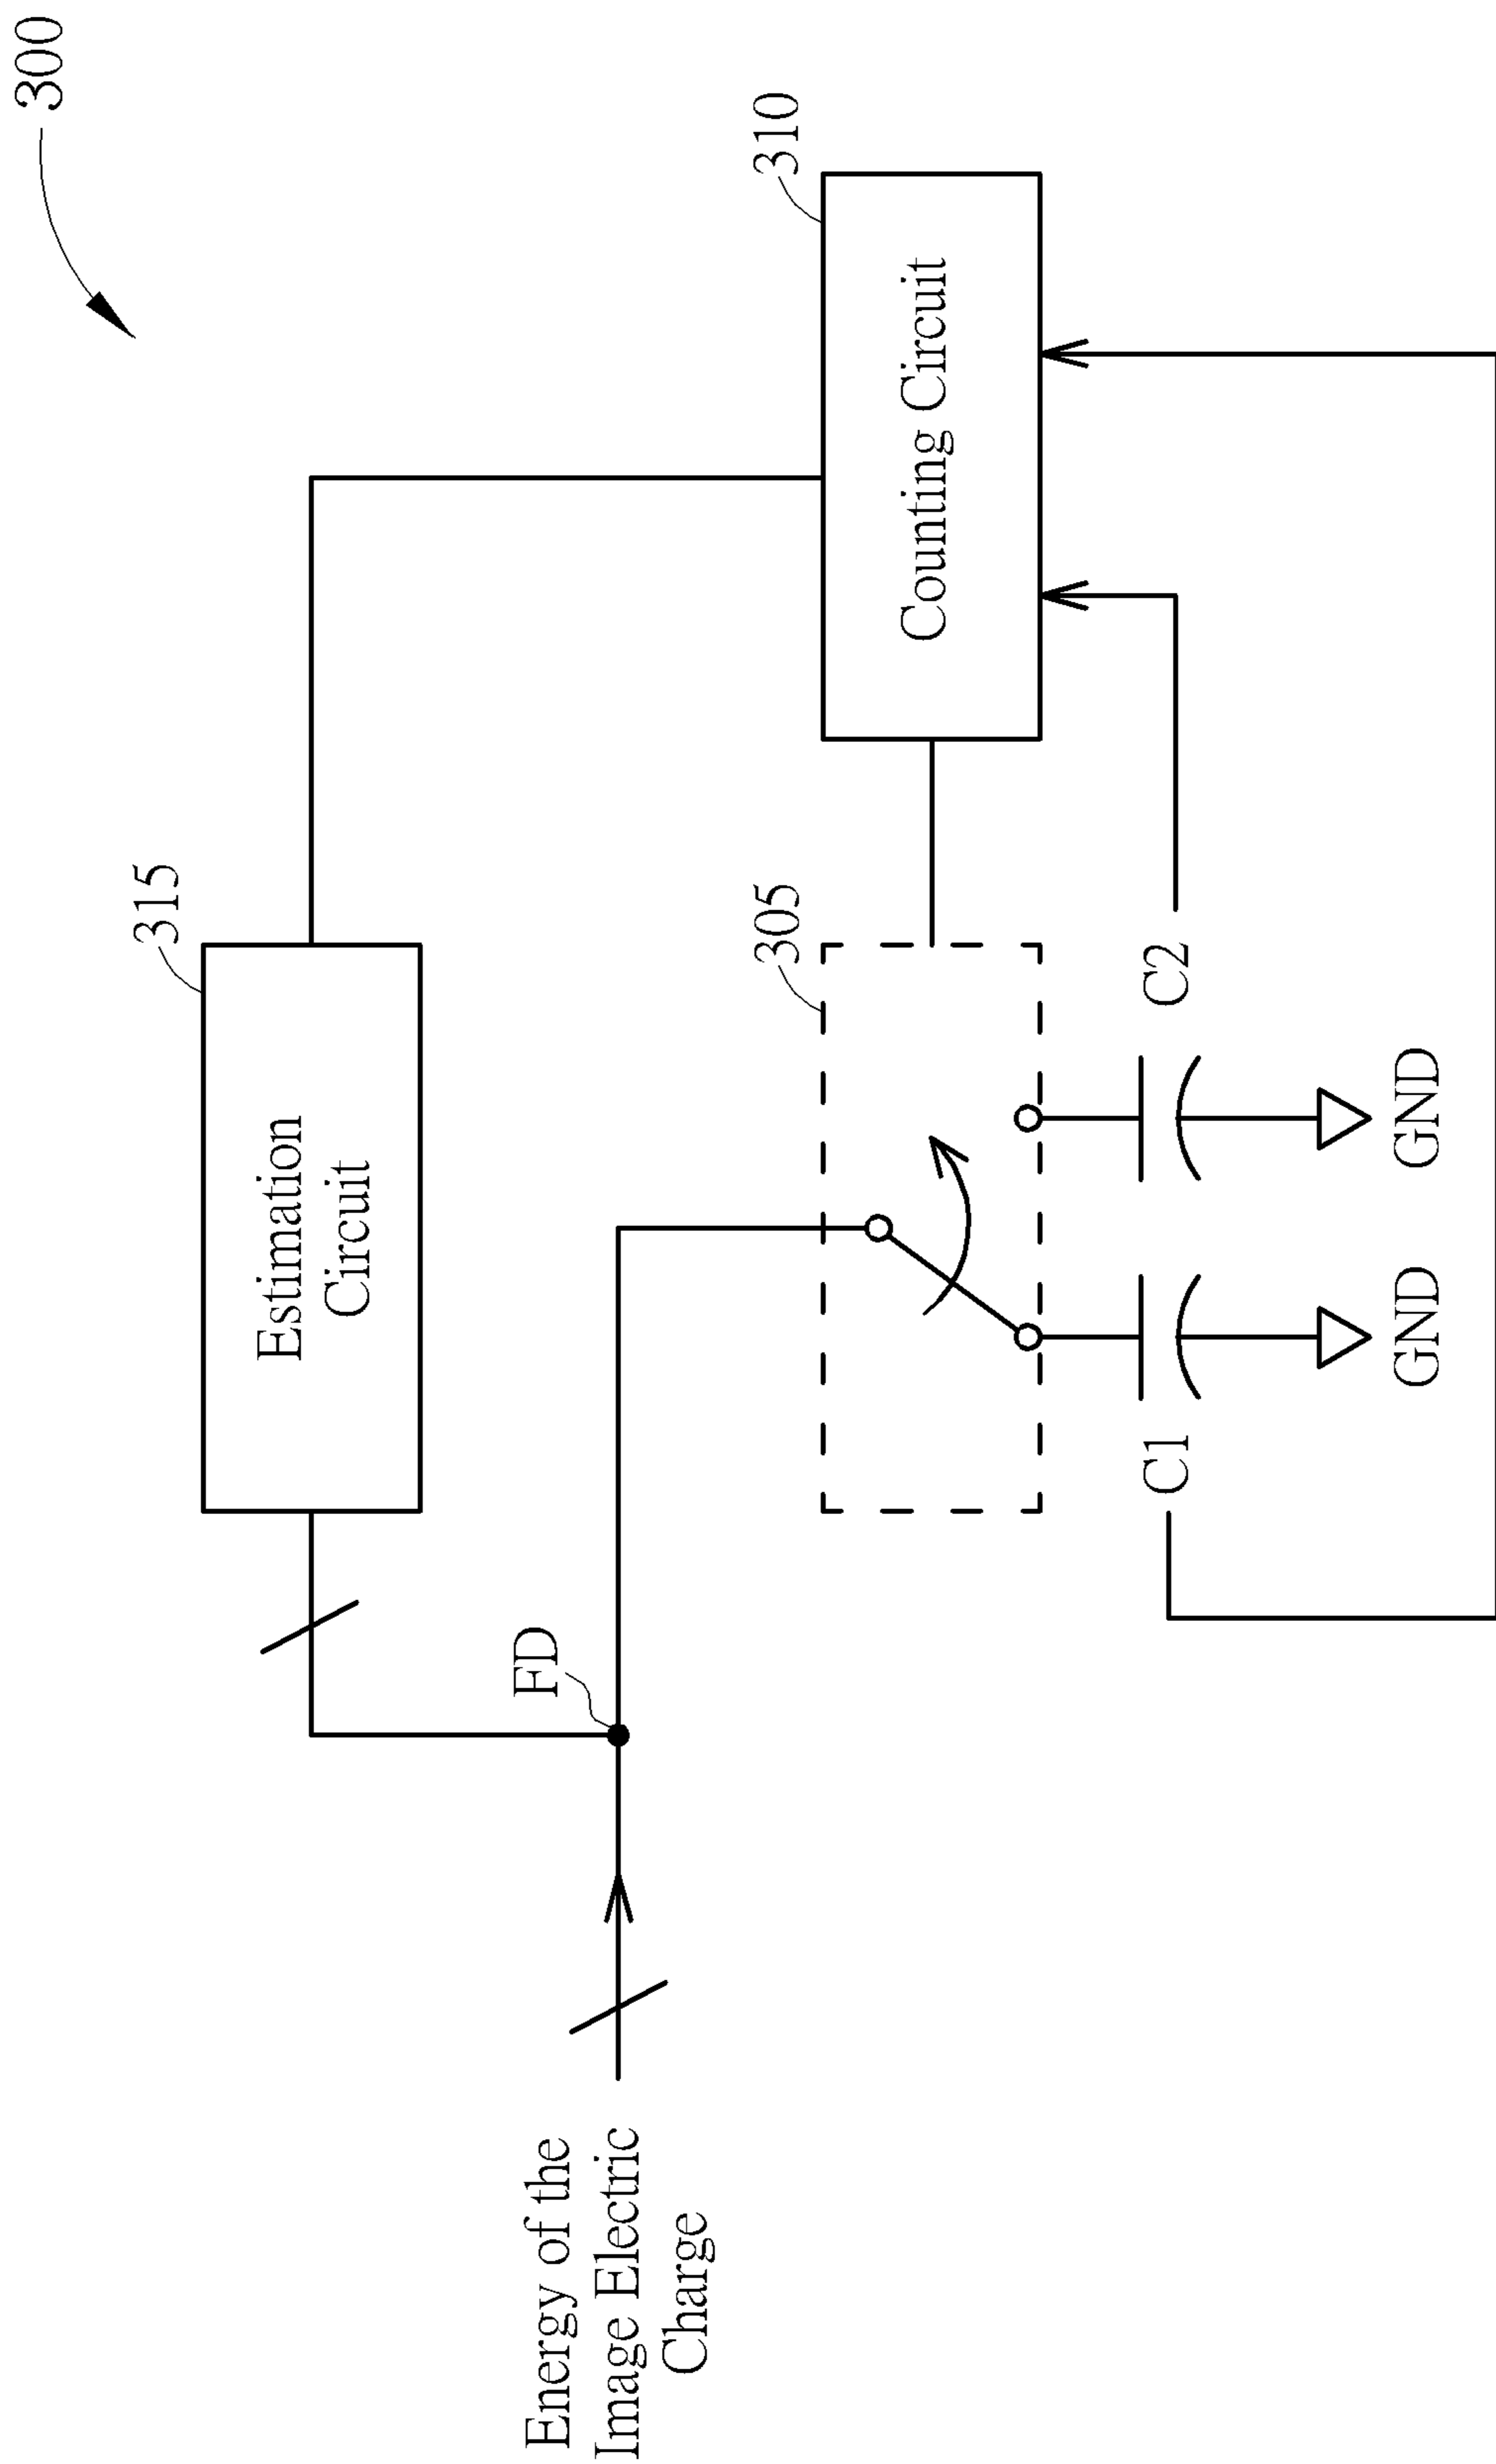 300
315
Estimation
Circuit
FD
Energy of the
Image Electric
Charge
305
310
Counting Circuit
C1
C2
GND
GND